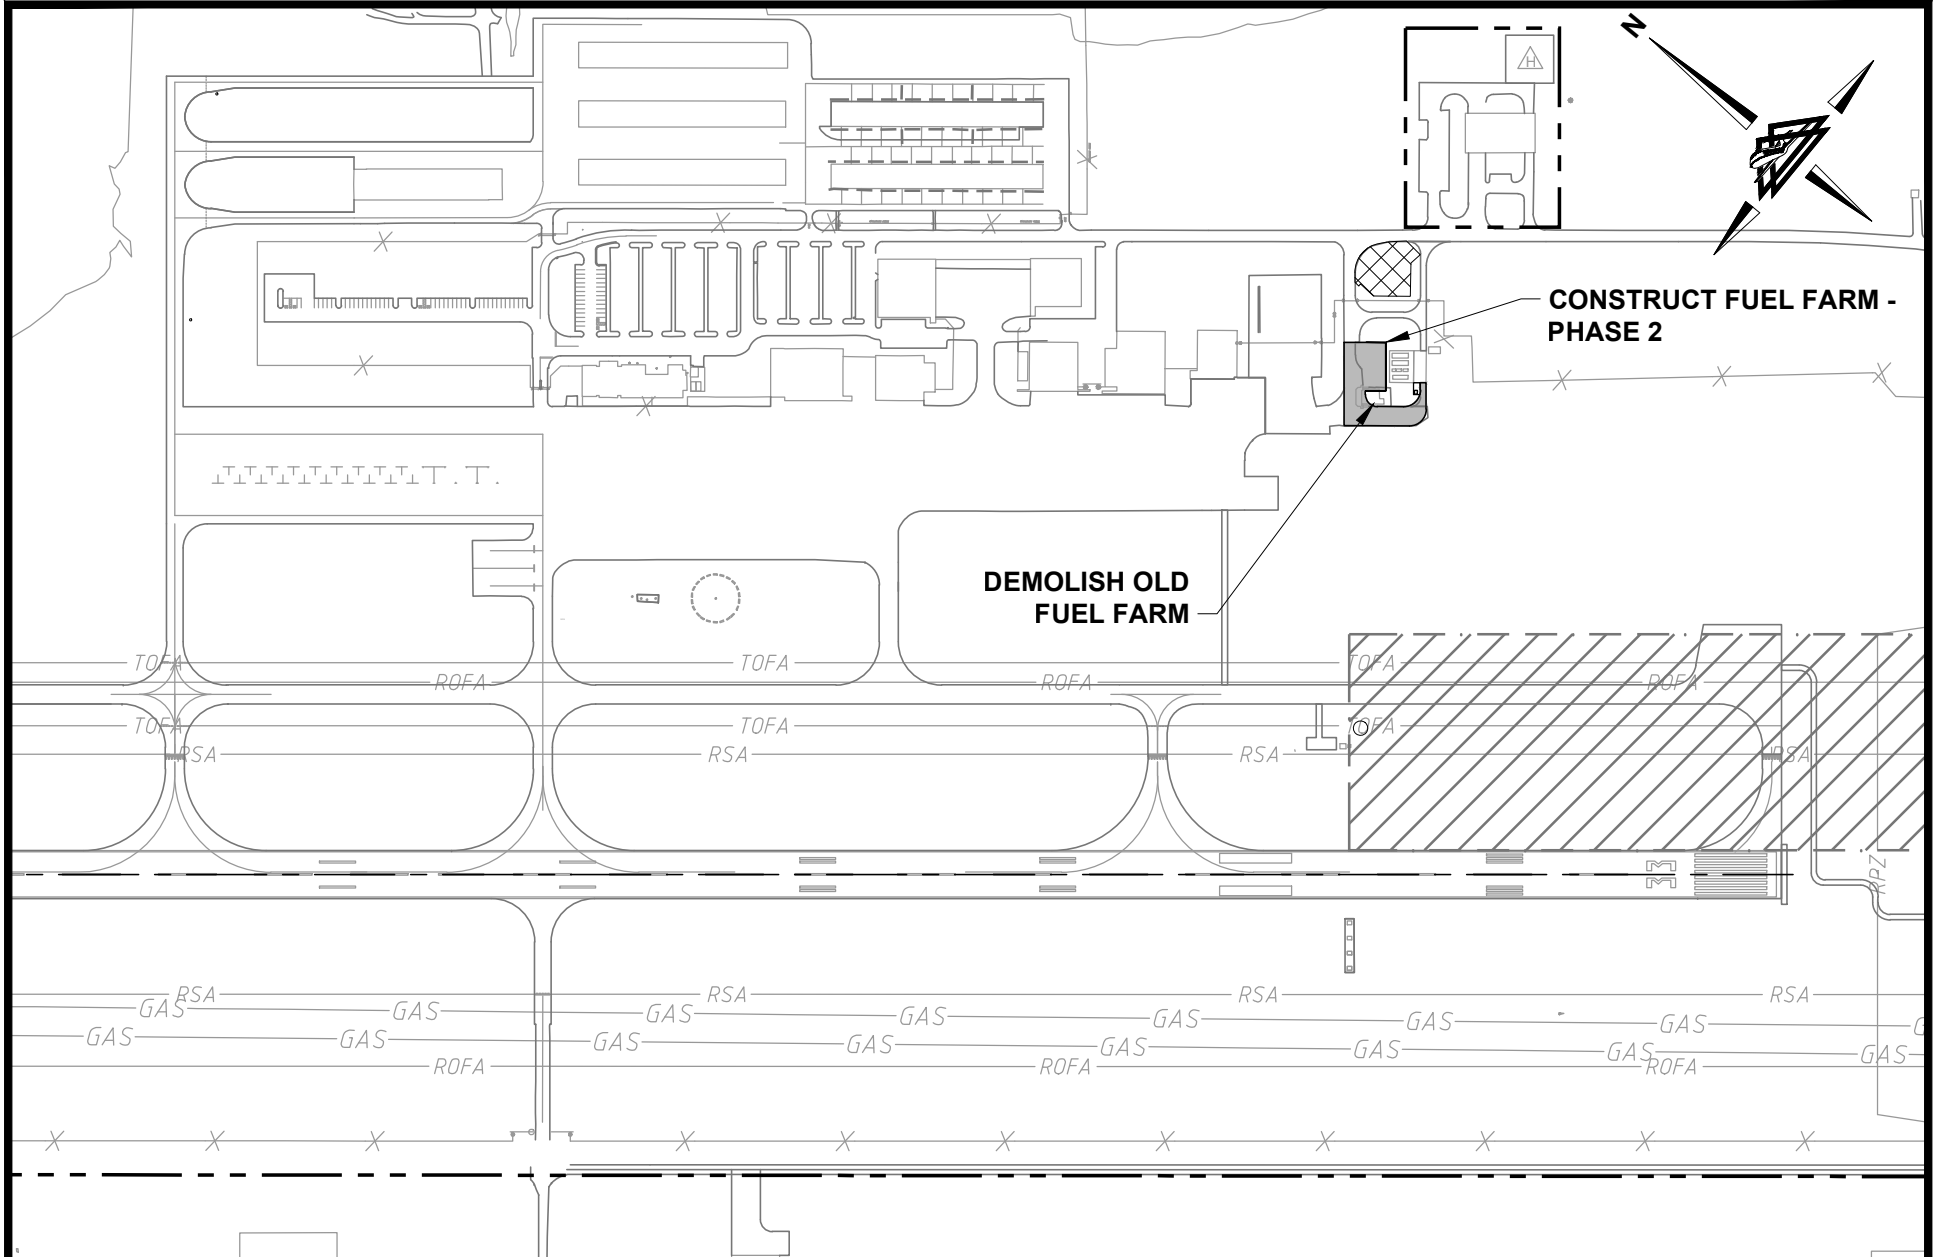 N
H
CONSTRUCT FUEL FARM -
PHASE 2
T.T.
DEMOLISH OLD
FUEL FARM
TOFA TOFA TOFA
ROFA ROFA ROFA
TOFA TOFA TOFA
RSA RSA RSA RSA
33
RPZ
RSA RSA RSA RSA
GAS GAS GAS GAS GAS GAS GAS
GAS GAS GAS GAS GAS GAS GAS GAS
ROFA ROFA ROFA